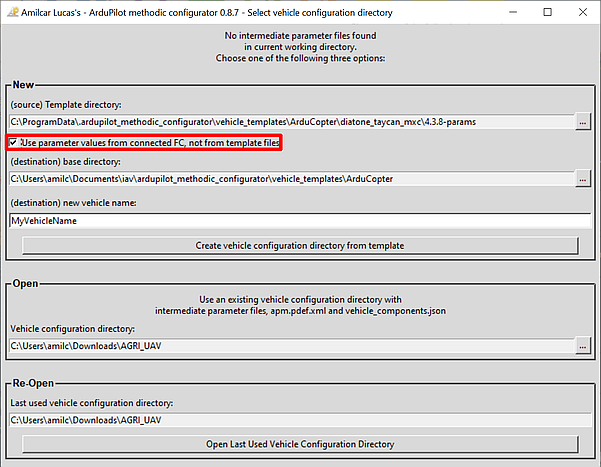 Amilcar Lucas's - ArduPilot methodic configurator 0.8.7 - Select vehicle configuration directory
No intermediate parameter files found
in current working directory.
Choose one of the following three options:
New
(source) Template directory:
C:\ProgramData\.ardupilot_methodic_configurator\vehicle_templates\ArduCopter\diatone_taycan_mxc\4.3.8-params
...
Use parameter values from connected FC, not from template files
(destination) base directory:
C:\Users\amilc\Documents\iav\ardupilot_methodic_configurator\vehicle_templates\ArduCopter
...
(destination) new vehicle name:
MyVehicleName
Create vehicle configuration directory from template
Open
Use an existing vehicle configuration directory with
intermediate parameter files, apm.pdef.xml and vehicle_components.json
Vehicle configuration directory:
C:\Users\amilc\Downloads\AGRI_UAV
...
Re-Open
Last used vehicle configuration directory:
C:\Users\amilc\Downloads\AGRI_UAV
Open Last Used Vehicle Configuration Directory